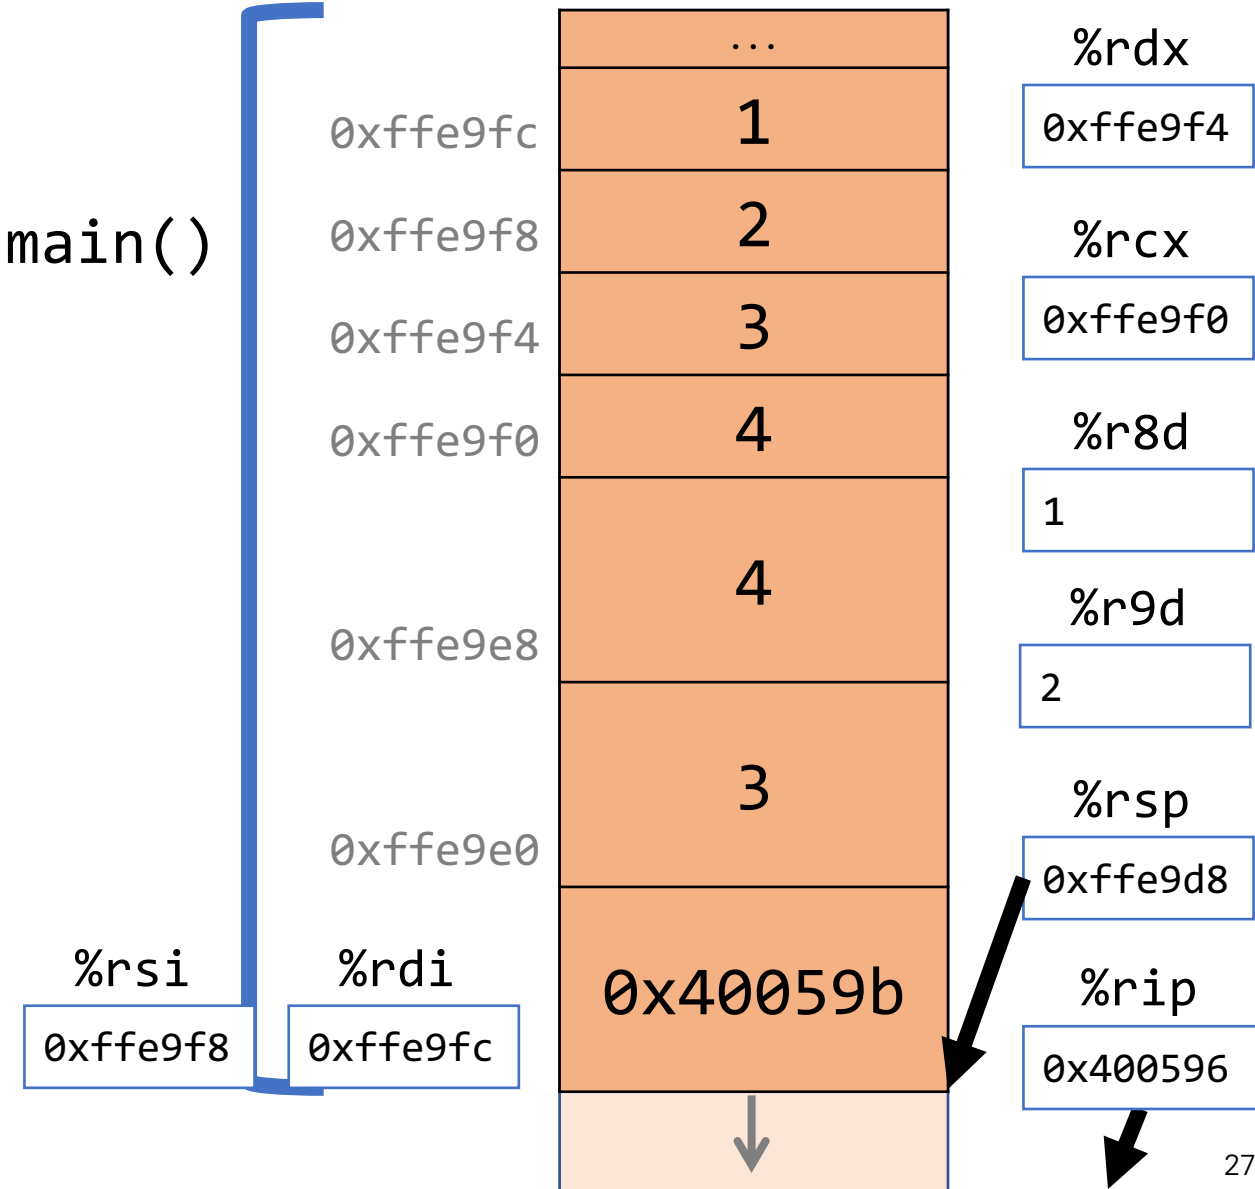 ...
%rdx
1
0xffe9fc
0xffe9f4
main()
2
0xffe9f8
%rcx
3
0xffe9f4
0xffe9f0
4
0xffe9f0
%r8d
1
4
0xffe9e8
%r9d
2
3
0xffe9e0
%rsp
0xffe9d8
%rsi
%rdi
0x40059b
%rip
0xffe9f8
0xffe9fc
0x400596
27